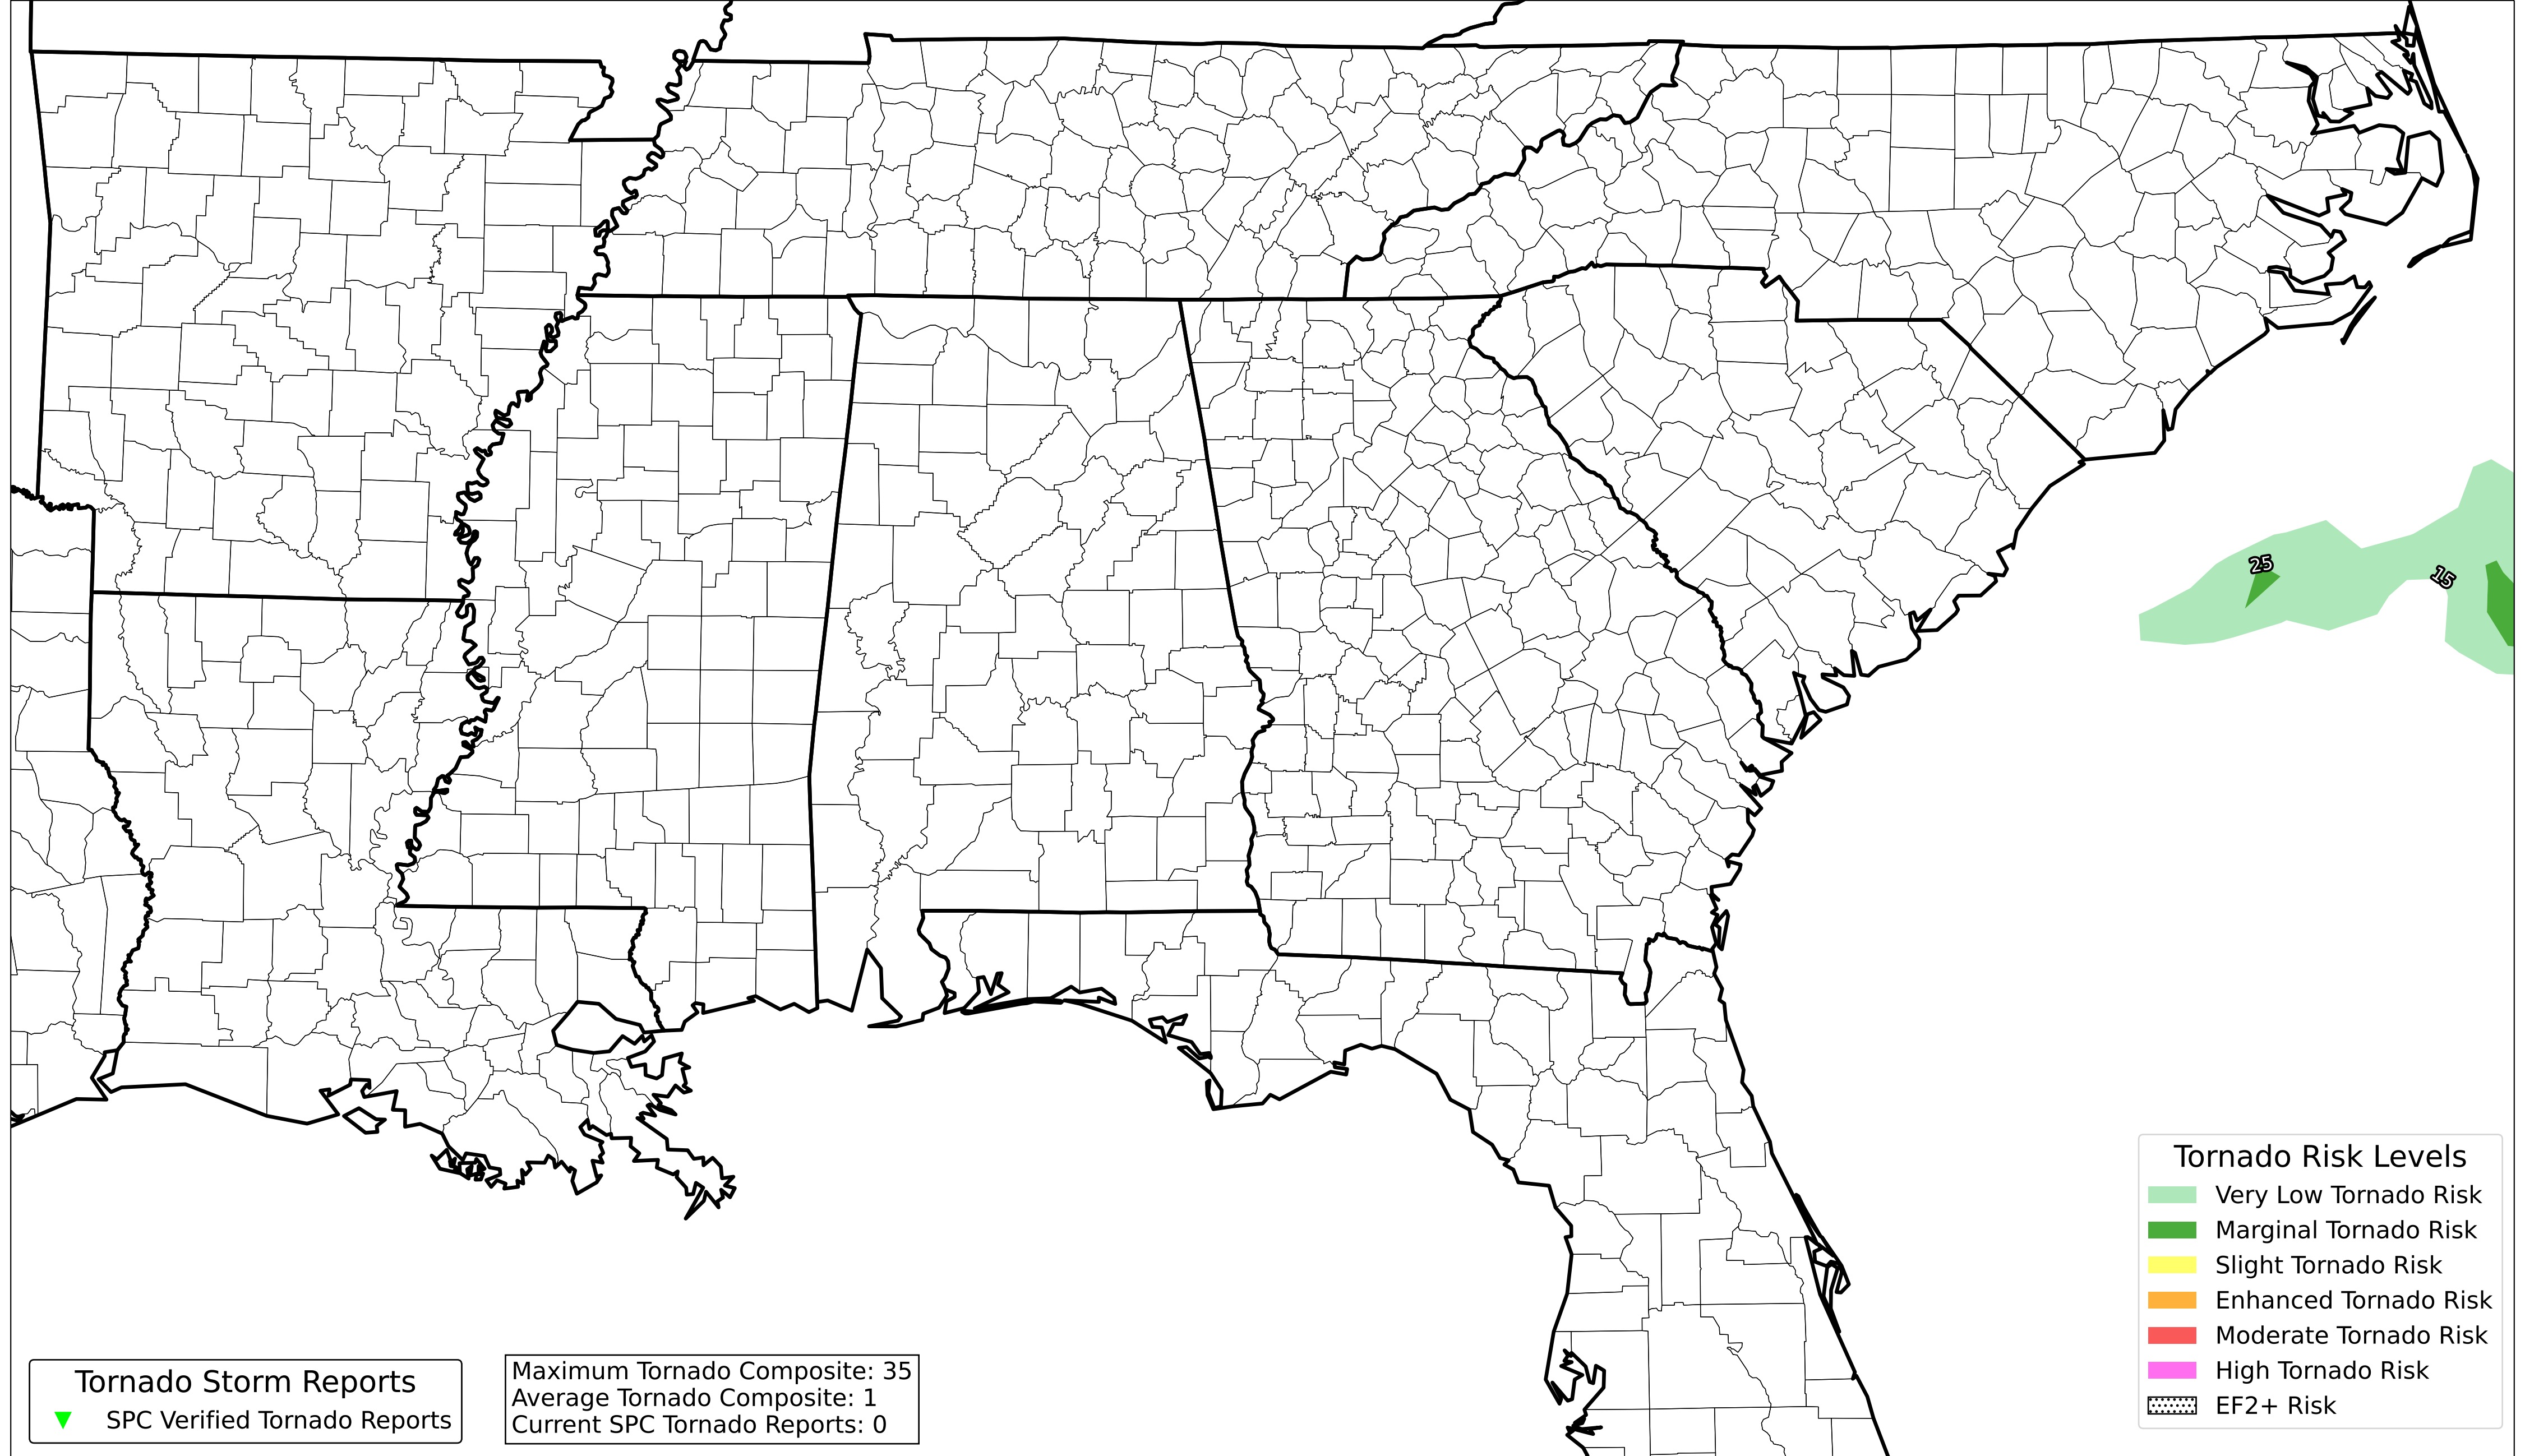 25
15
Tornado Risk Levels
Very Low Tornado Risk
Marginal Tornado Risk
Slight Tornado Risk
Enhanced Tornado Risk
Moderate Tornado Risk
High Tornado Risk
EF2+ Risk
Tornado Storm Reports
SPC Verified Tornado Reports
Maximum Tornado Composite: 35
Average Tornado Composite: 1
Current SPC Tornado Reports: 0